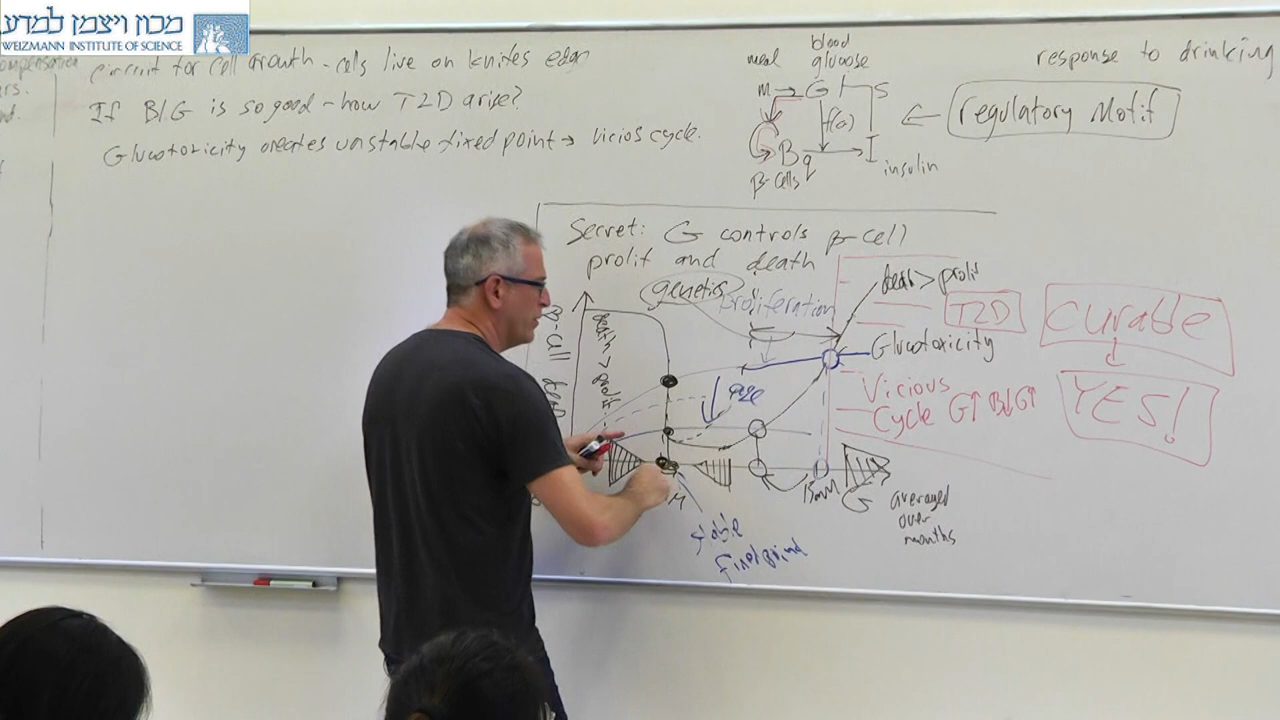 מכון ויצמן למדע
WEIZMANN INSTITUTE OF SCIENCE
ompensation
rs.
circuit for cell growth - cells live on knifes edge
If BIG is so good - how T2D arise?
Glucotoxicity creates unstable fixed point → vicios cycle.
meal
blood
glucose
m → G
S
f(G)
B
q
I
β-cells
insulin
regulatory Motif
response to drinking
Secret: G controls β-cell
prolif and death
genetics
proliferation
death > prolif
β-cell
death > prolif
T2D
curable
YES!
Glucotoxicity
Vicious
Cycle G↑ B↓ G↑
age
15mM
G
averaged
over
months
M
stable
fixed point